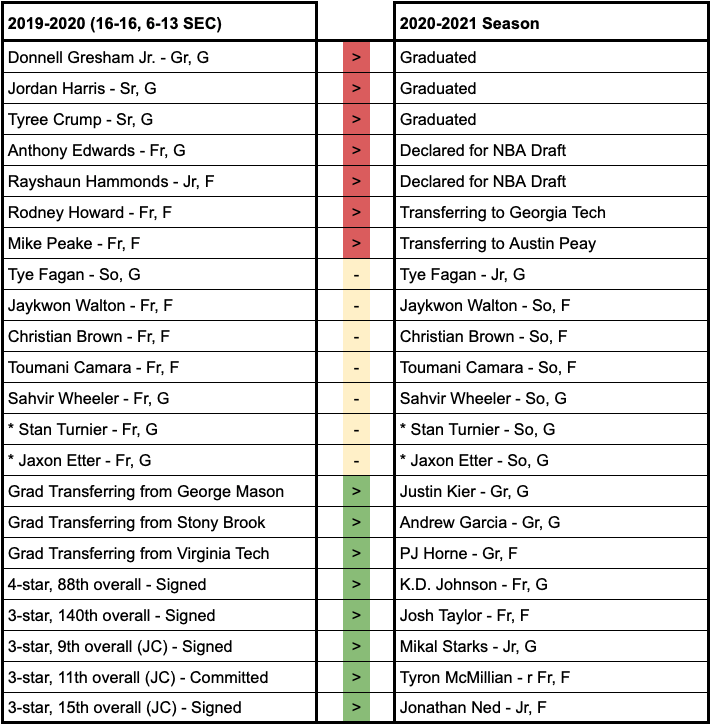 2019-2020 (16-16, 6-13 SEC) 2020-2021 Season
Donnell Gresham Jr. - Gr, G > Graduated
Jordan Harris - Sr, G > Graduated
Tyree Crump - Sr, G > Graduated
Anthony Edwards - Fr, G > Declared for NBA Draft
Rayshaun Hammonds - Jr, F > Declared for NBA Draft
Rodney Howard - Fr, F > Transferring to Georgia Tech
Mike Peake - Fr, F > Transferring to Austin Peay
Tye Fagan - So, G - Tye Fagan - Jr, G
Jaykwon Walton - Fr, F - Jaykwon Walton - So, F
Christian Brown - Fr, F - Christian Brown - So, F
Toumani Camara - Fr, F - Toumani Camara - So, F
Sahvir Wheeler - Fr, G - Sahvir Wheeler - So, G
* Stan Turnier - Fr, G - * Stan Turnier - So, G
* Jaxon Etter - Fr, G - * Jaxon Etter - So, G
Grad Transferring from George Mason > Justin Kier - Gr, G
Grad Transferring from Stony Brook > Andrew Garcia - Gr, G
Grad Transferring from Virginia Tech > PJ Horne - Gr, F
4-star, 88th overall - Signed > K.D. Johnson - Fr, G
3-star, 140th overall - Signed > Josh Taylor - Fr, F
3-star, 9th overall (JC) - Signed > Mikal Starks - Jr, G
3-star, 11th overall (JC) - Committed > Tyron McMillian - r Fr, F
3-star, 15th overall (JC) - Signed > Jonathan Ned - Jr, F